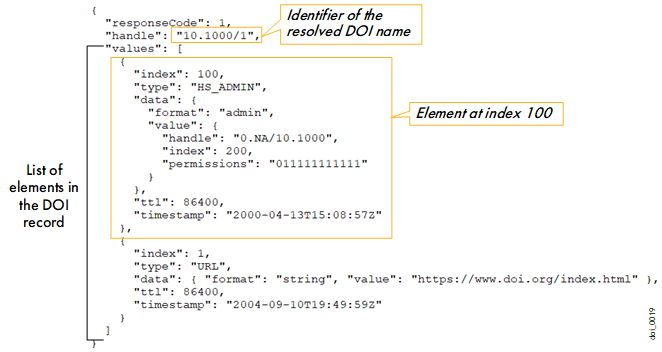 {
"responseCode": 1,
"handle": "10.1000/1",
Identifier of the
resolved DOI name
"values": [
{
"index": 100,
"type": "HS_ADMIN",
"data": {
"format": "admin",
"value": {
"handle": "0.NA/10.1000",
"index": 200,
"permissions": "011111111111"
}
},
"ttl": 86400,
"timestamp": "2000-04-13T15:08:57Z"
},
Element at index 100
List of
elements in
the DOI
record
{
"index": 1,
"type": "URL",
"data": { "format": "string", "value": "https://www.doi.org/index.html" },
"ttl": 86400,
"timestamp": "2004-09-10T19:49:59Z"
}
]
}
doi_0019